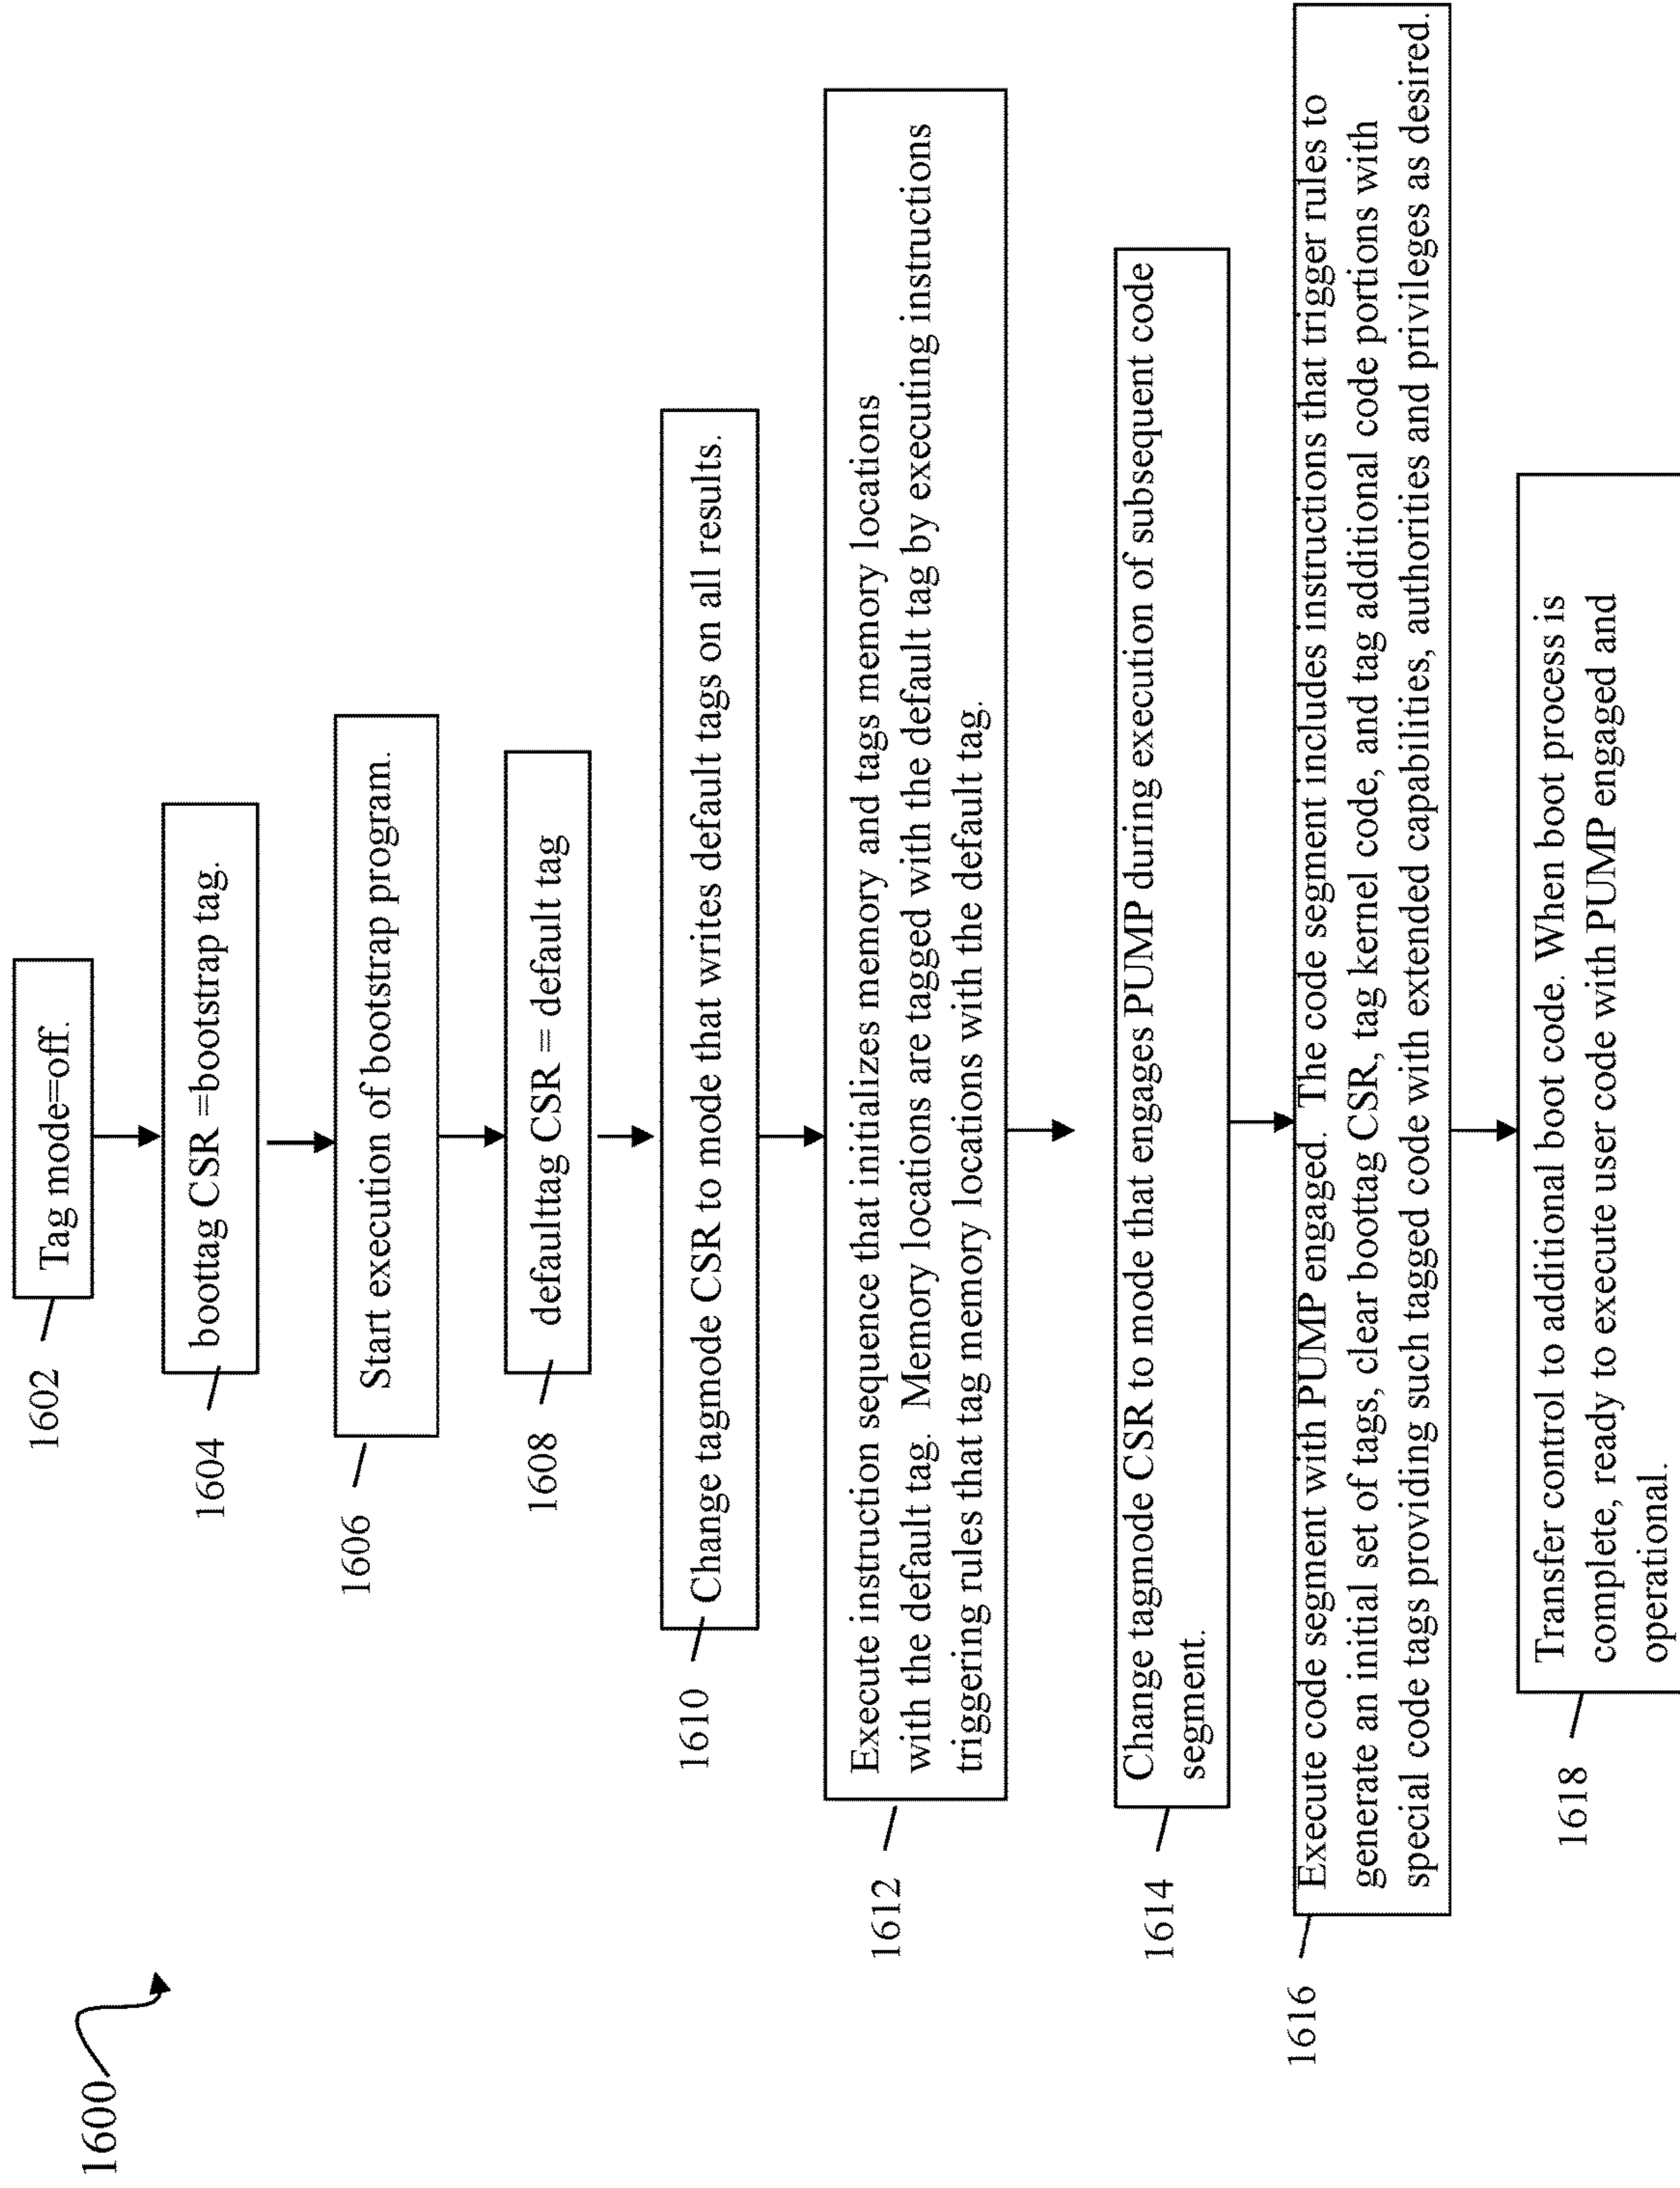 1600
1602
Tag mode=off.
1604
boottag CSR =bootstrap tag.
1606
Start execution of bootstrap program.
1608
defaulttag CSR = default tag
1610
Change tagmode CSR to mode that writes default tags on all results.
1612
Execute instruction sequence that initializes memory and tags memory locations
with the default tag. Memory locations are tagged with the default tag by executing instructions
triggering rules that tag memory locations with the default tag.
1614
Change tagmode CSR to mode that engages PUMP during execution of subsequent code
segment.
1616
Execute code segment with PUMP engaged. The code segment includes instructions that trigger rules to
generate an initial set of tags, clear boottag CSR, tag kernel code, and tag additional code portions with
special code tags providing such tagged code with extended capabilities, authorities and privileges as desired.
1618
Transfer control to additional boot code. When boot process is
complete, ready to execute user code with PUMP engaged and
operational.